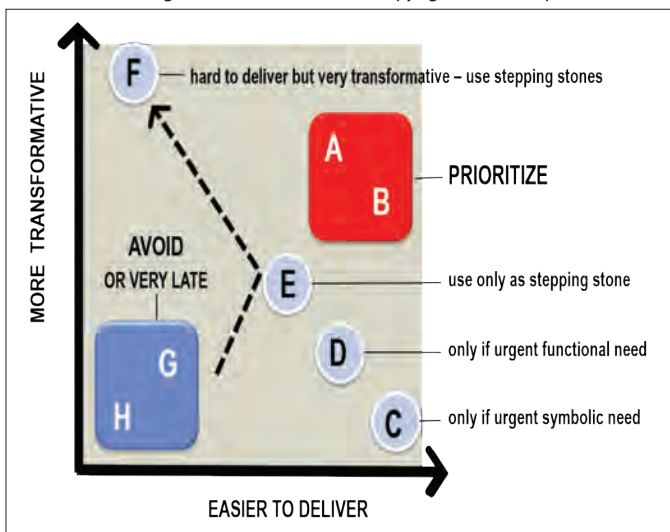 F
hard to deliver but very transformative – use stepping stones
A
B
PRIORITIZE
AVOID
OR VERY LATE
E
use only as stepping stone
D
only if urgent functional need
G
H
C
only if urgent symbolic need
MORE TRANSFORMATIVE
EASIER TO DELIVER